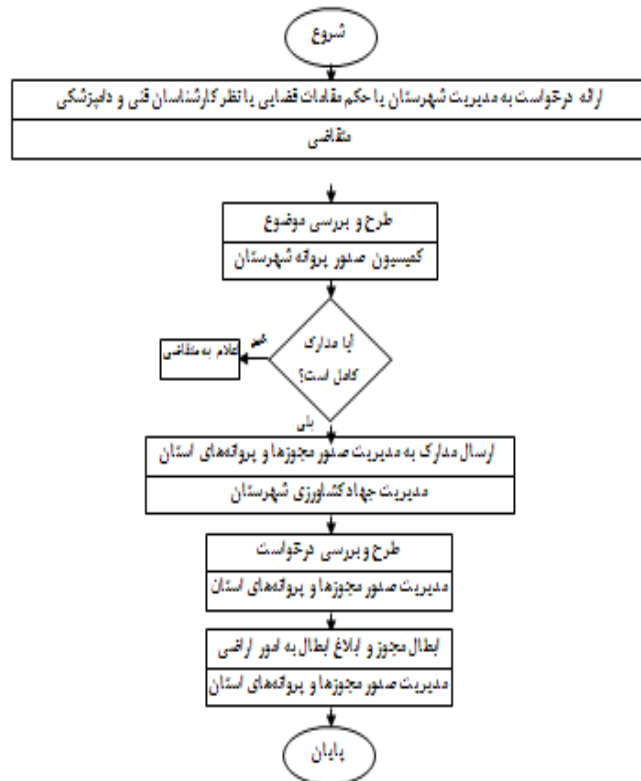 شروع
ارائه درخواست به مدیریت شهرستان یا حکم مقامات قضایی یا نظر کارشناسان فنی و دامپزشکی
متقاضی
طرح و بررسی موضوع
کمیسیون صدور پروانه شهرستان
آیا مدارک
کامل است؟
خیر
اعلام به متقاضی
بلی
ارسال مدارک به مدیریت صدور مجوزها و پروانه‌های استان
مدیریت جهاد کشاورزی شهرستان
طرح و بررسی درخواست
مدیریت صدور مجوزها و پروانه‌های استان
ابطال مجوز و ابلاغ ابطال به امور اراضی
مدیریت صدور مجوزها و پروانه‌های استان
پایان